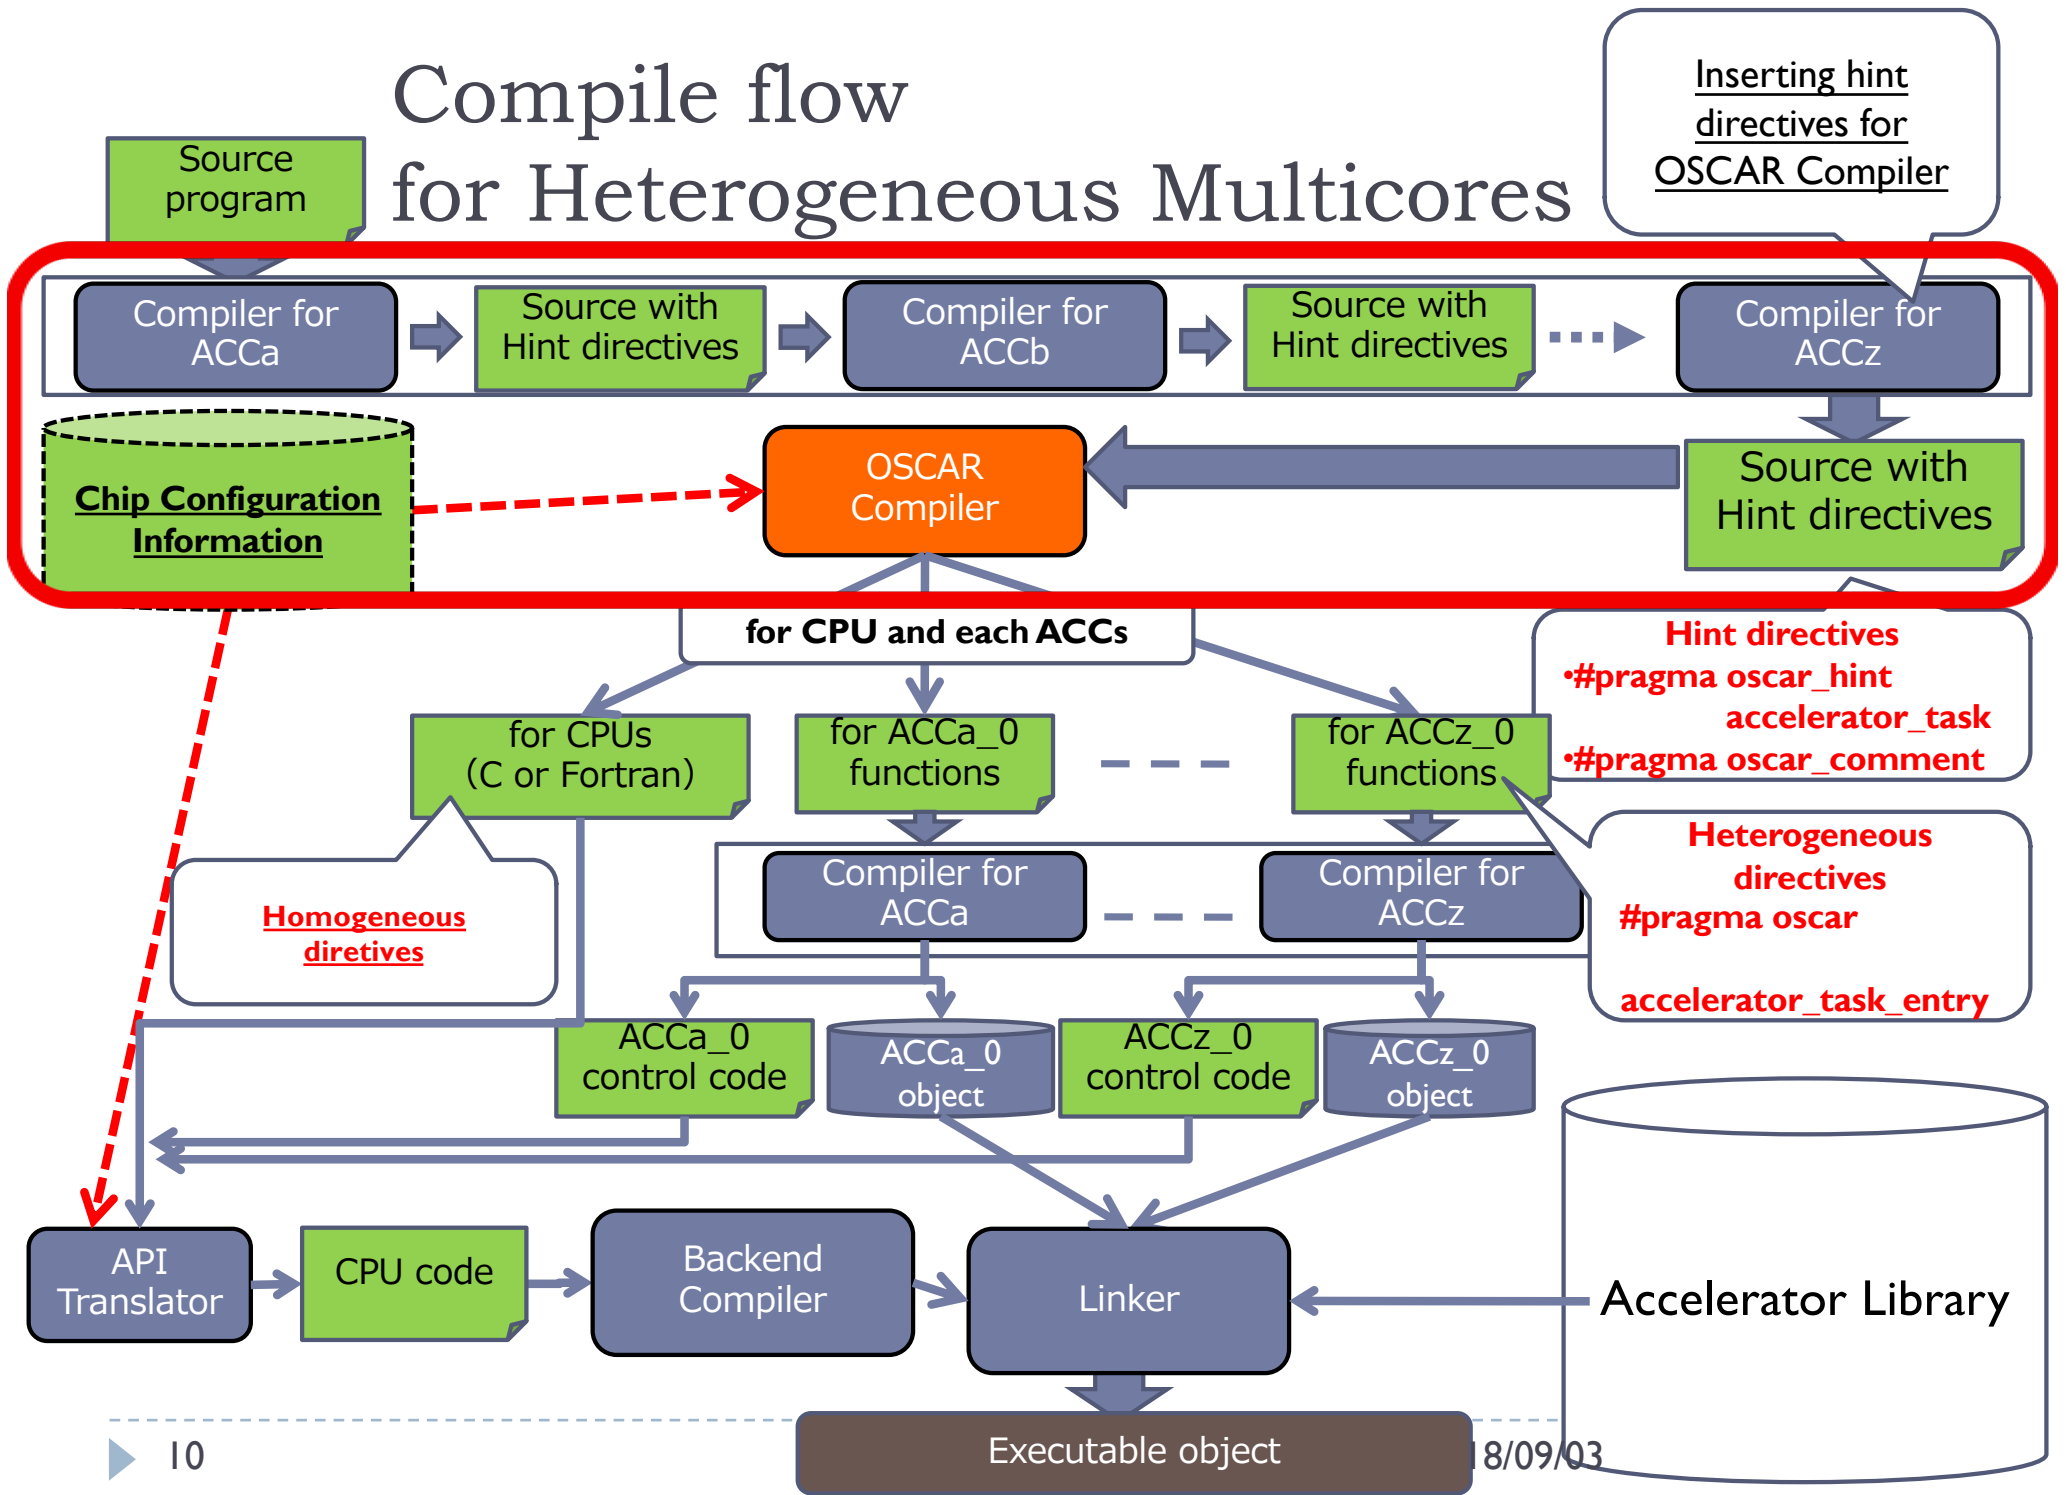 Compile flow
for Heterogeneous Multicores
Inserting hint
directives for
OSCAR Compiler
Source
program
Compiler for
ACCa
Source with
Hint directives
Compiler for
ACCb
Source with
Hint directives
Compiler for
ACCz
Chip Configuration
Information
OSCAR
Compiler
Source with
Hint directives
for CPU and each ACCs
Hint directives
•#pragma oscar_hint
accelerator_task
•#pragma oscar_comment
for CPUs
(C or Fortran)
for ACCa_0
functions
for ACCz_0
functions
Heterogeneous
directives
#pragma oscar
accelerator_task_entry
Homogeneous
diretives
Compiler for
ACCa
Compiler for
ACCz
ACCa_0
control code
ACCa_0
object
ACCz_0
control code
ACCz_0
object
API
Translator
CPU code
Backend
Compiler
Linker
Accelerator Library
Executable object
10
18/09/03